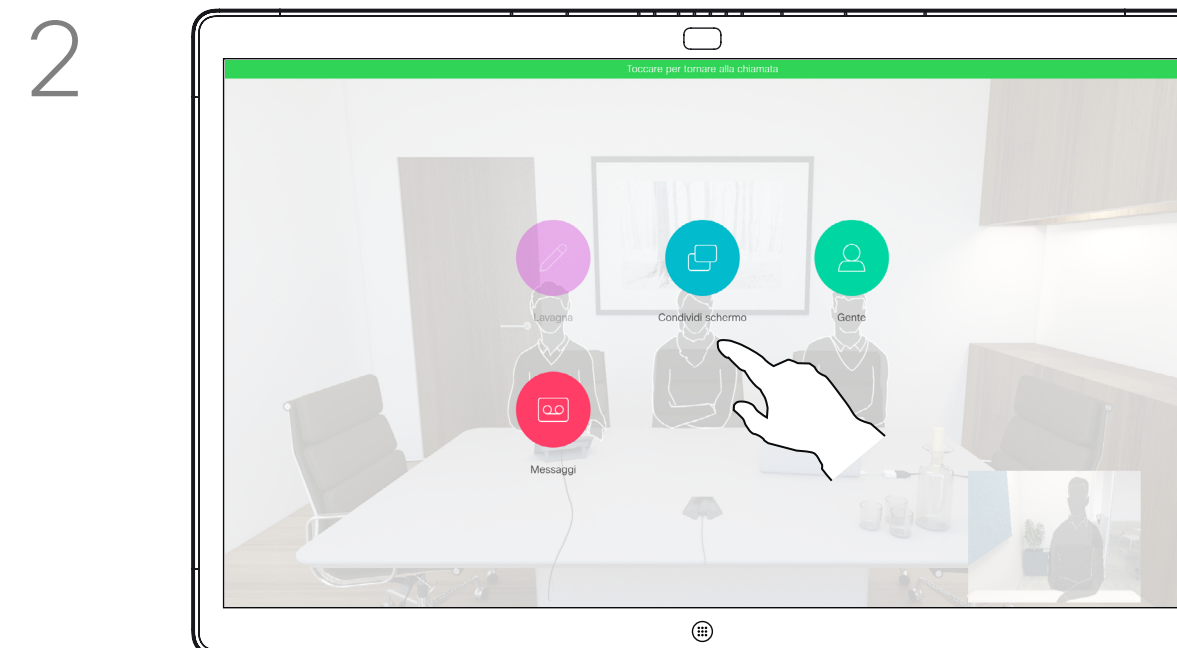 2
Toccare per tornare alla chiamata
Lavagna
Condividi schermo
Gente
Messaggi